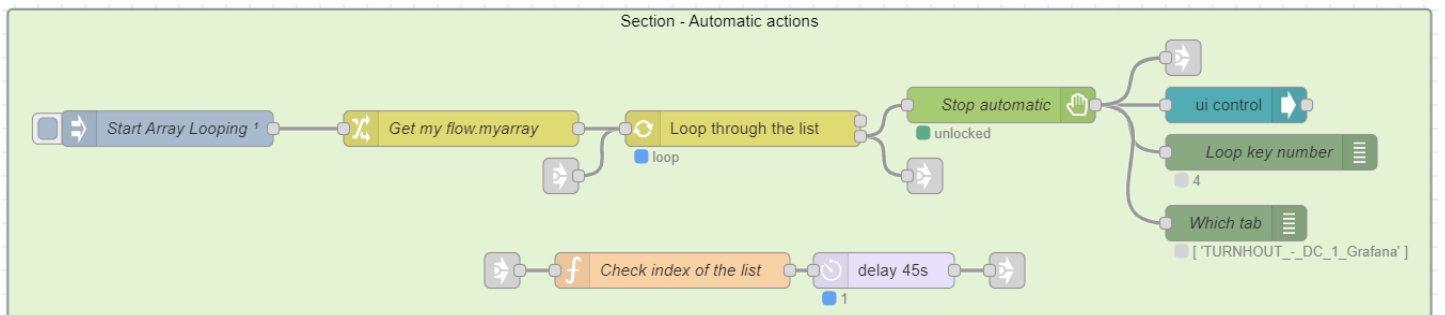 Section - Automatic actions
Start Array Looping ¹
Get my flow.myarray
Loop through the list
loop
Stop automatic
unlocked
ui control
Loop key number
4
Which tab
[ 'TURNHOUT_-_DC_1_Grafana' ]
Check index of the list
delay 45s
1